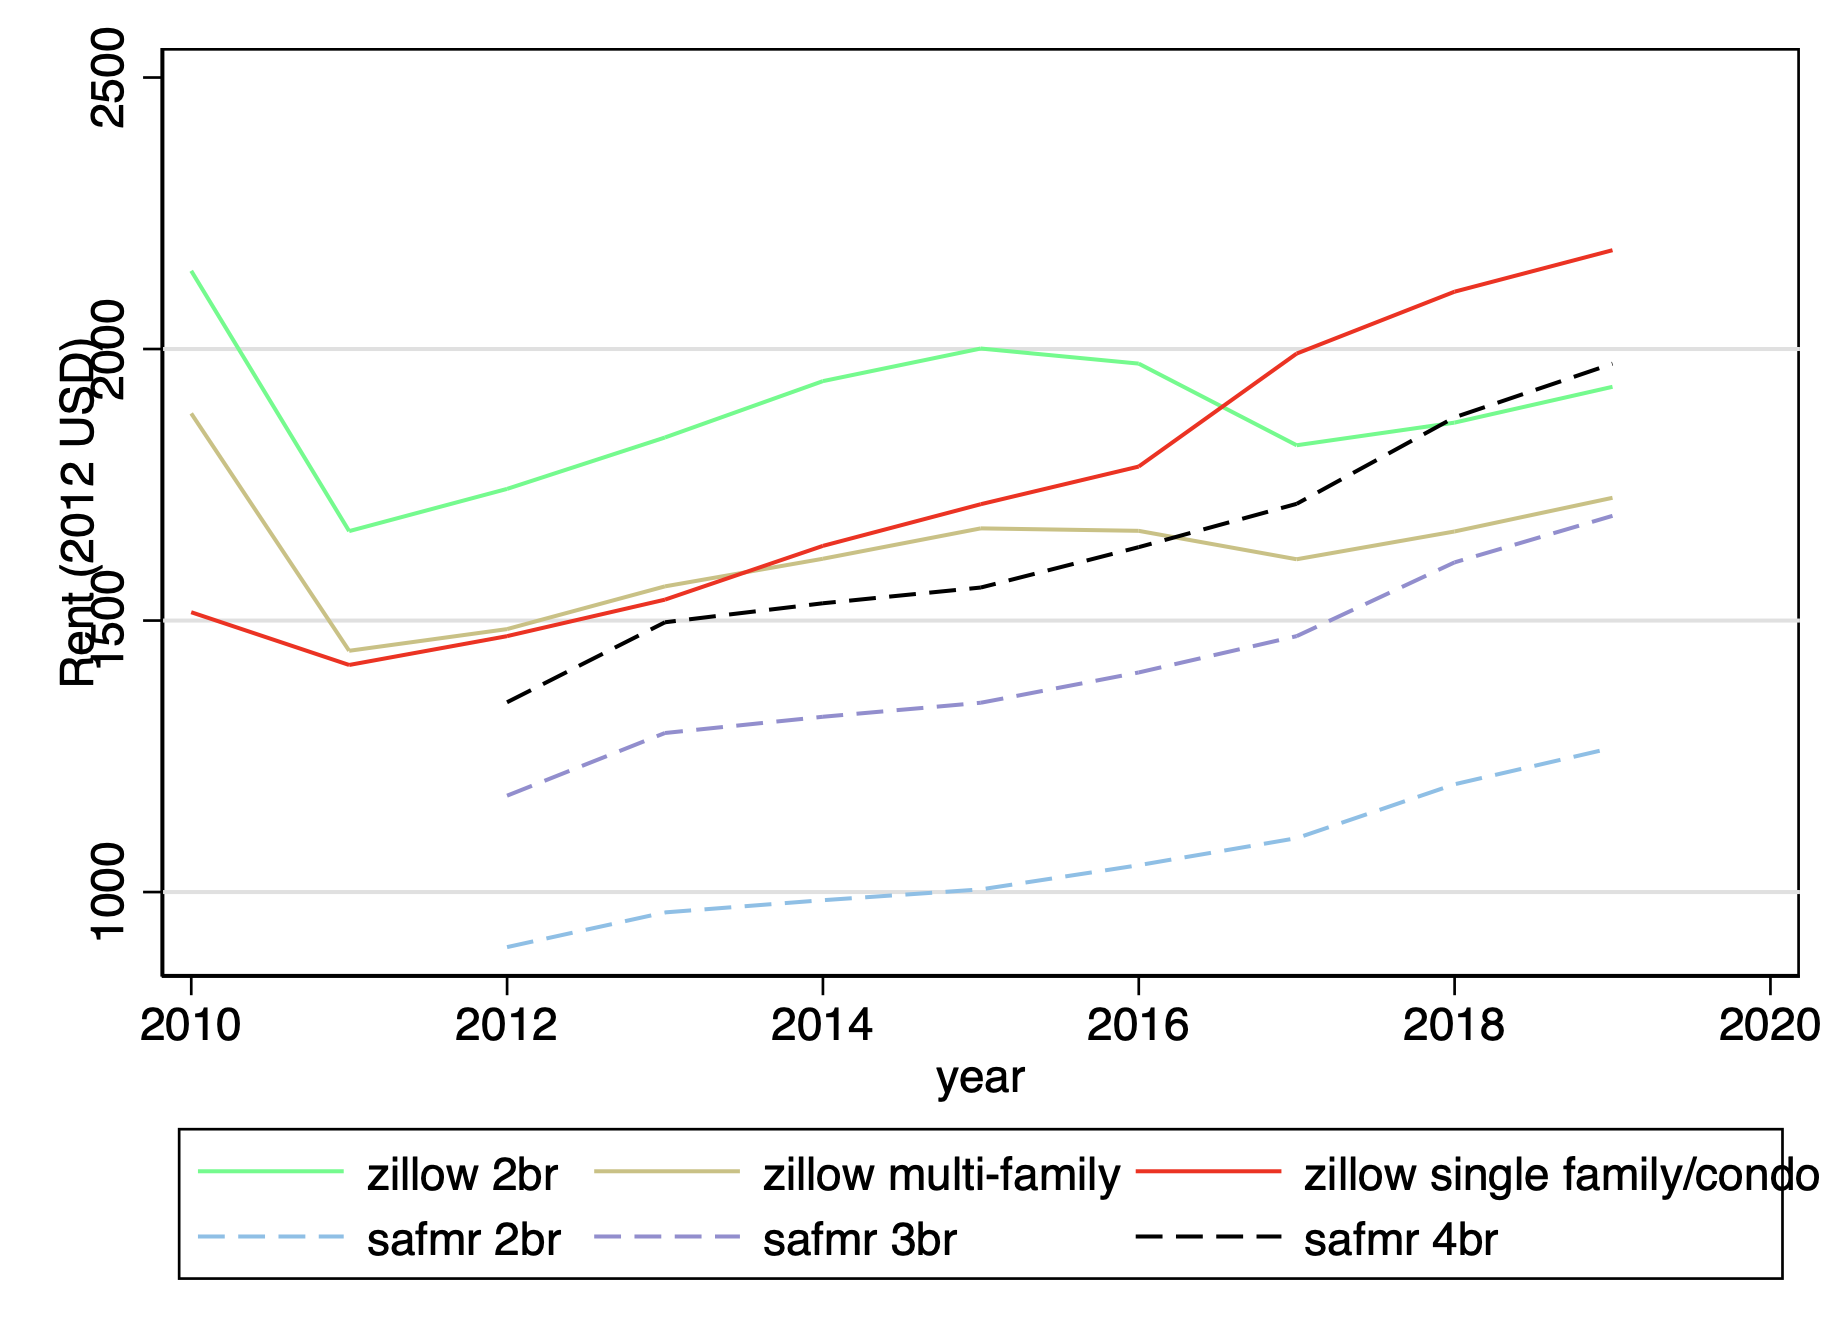 Rent (2012 USD)
2500
2000
1500
1000
2010 2012 2014 2016 2018 2020
year
zillow 2br zillow multi-family zillow single family/condo
safmr 2br safmr 3br safmr 4br